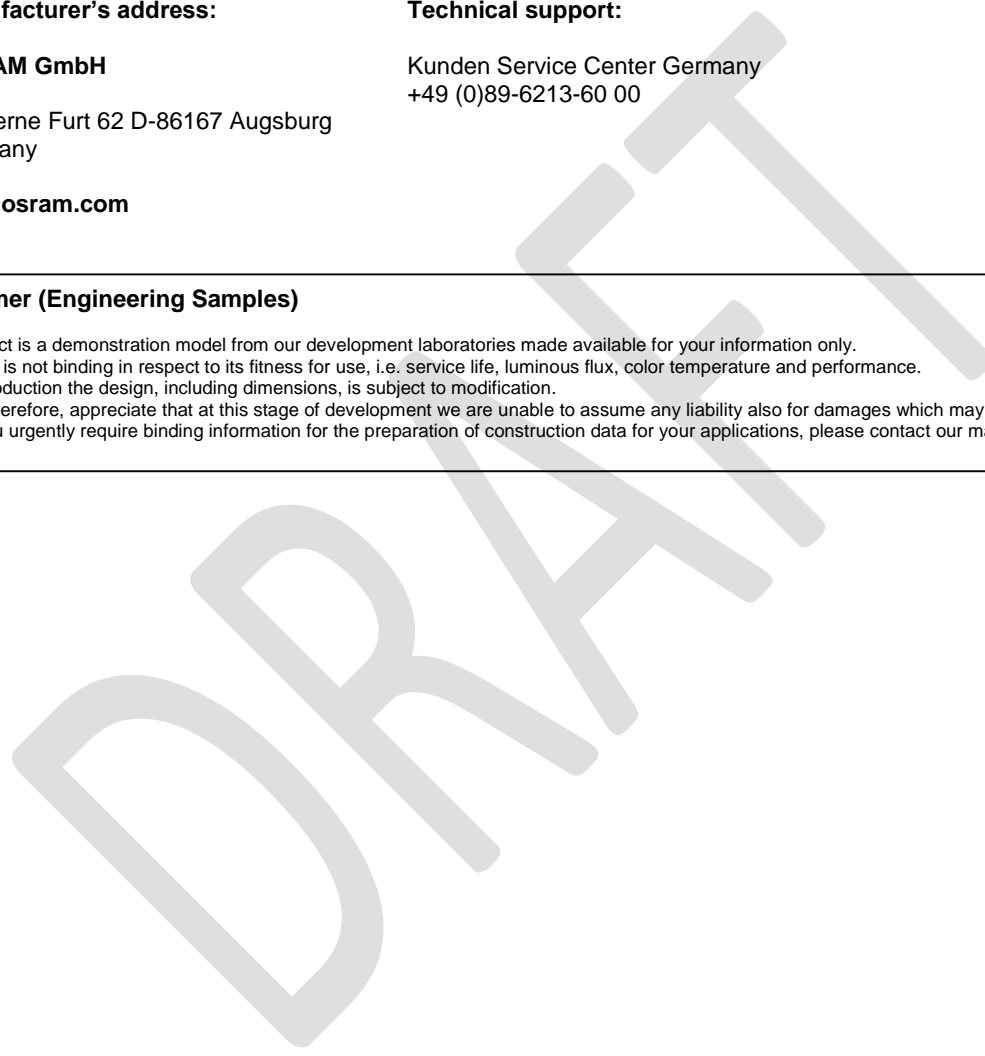 facturer’s address:
AM GmbH
erne Furt 62 D-86167 Augsburg
any
osram.com
Technical support:
Kunden Service Center Germany
+49 (0)89-6213-60 00
ner (Engineering Samples)
ct is a demonstration model from our development laboratories made available for your information only.
is not binding in respect to its fitness for use, i.e. service life, luminous flux, color temperature and performance.
oduction the design, including dimensions, is subject to modification.
erefore, appreciate that at this stage of development we are unable to assume any liability also for damages which may
u urgently require binding information for the preparation of construction data for your applications, please contact our ma
DRAFT